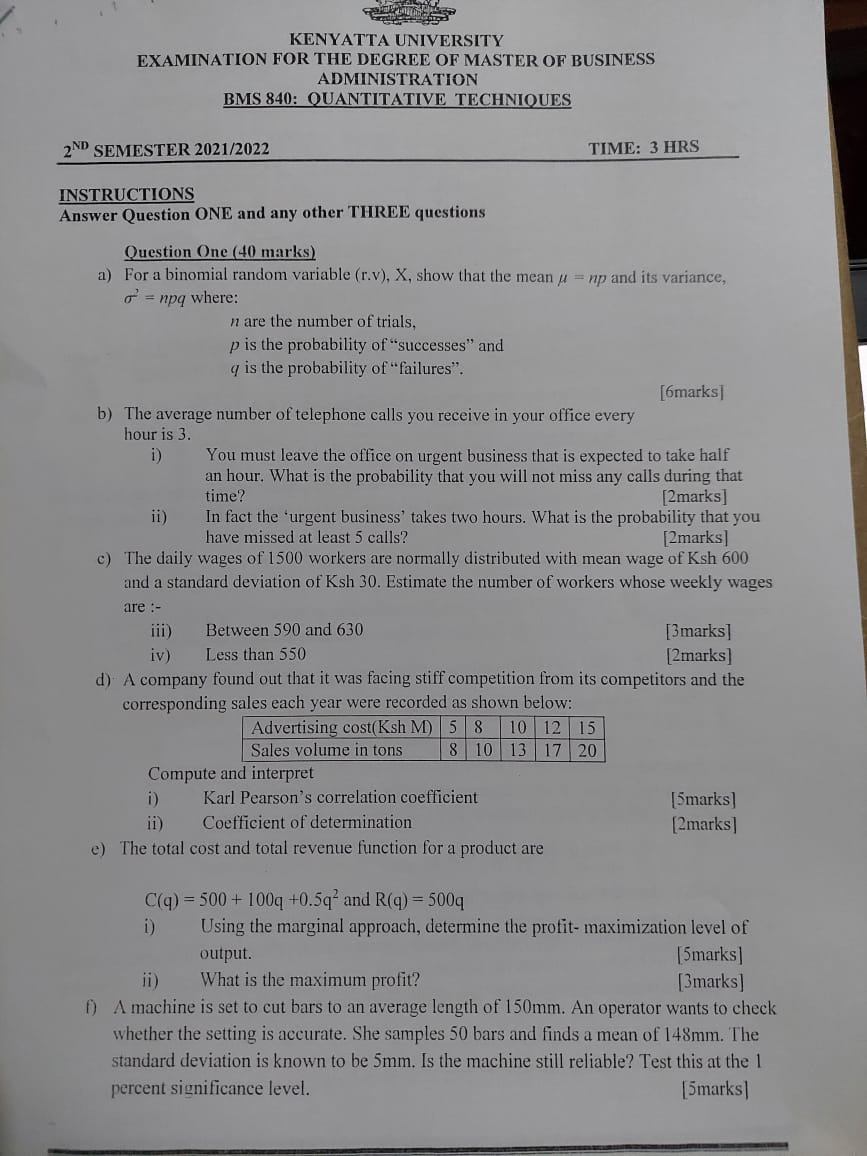 KENYATTA UNIVERSITY
EXAMINATION FOR THE DEGREE OF MASTER OF BUSINESS
ADMINISTRATION
BMS 840: QUANTITATIVE TECHNIQUES
2ND SEMESTER 2021/2022 TIME: 3 HRS
INSTRUCTIONS
Answer Question ONE and any other THREE questions
Question One (40 marks)
a) For a binomial random variable (r.v), X, show that the mean μ = np and its variance,
σ² = npq where:
n are the number of trials,
p is the probability of “successes” and
q is the probability of “failures”.
[6marks]
b) The average number of telephone calls you receive in your office every
hour is 3.
i) You must leave the office on urgent business that is expected to take half
an hour. What is the probability that you will not miss any calls during that
time? [2marks]
ii) In fact the ‘urgent business’ takes two hours. What is the probability that you
have missed at least 5 calls? [2marks]
c) The daily wages of 1500 workers are normally distributed with mean wage of Ksh 600
and a standard deviation of Ksh 30. Estimate the number of workers whose weekly wages
are :-
iii) Between 590 and 630 [3marks]
iv) Less than 550 [2marks]
d) A company found out that it was facing stiff competition from its competitors and the
corresponding sales each year were recorded as shown below:
Advertising cost(Ksh M) 5 8 10 12 15
Sales volume in tons 8 10 13 17 20
Compute and interpret
i) Karl Pearson’s correlation coefficient [5marks]
ii) Coefficient of determination [2marks]
e) The total cost and total revenue function for a product are
C(q) = 500 + 100q +0.5q² and R(q) = 500q
i) Using the marginal approach, determine the profit- maximization level of
output. [5marks]
ii) What is the maximum profit? [3marks]
f) A machine is set to cut bars to an average length of 150mm. An operator wants to check
whether the setting is accurate. She samples 50 bars and finds a mean of 148mm. The
standard deviation is known to be 5mm. Is the machine still reliable? Test this at the 1
percent significance level. [5marks]